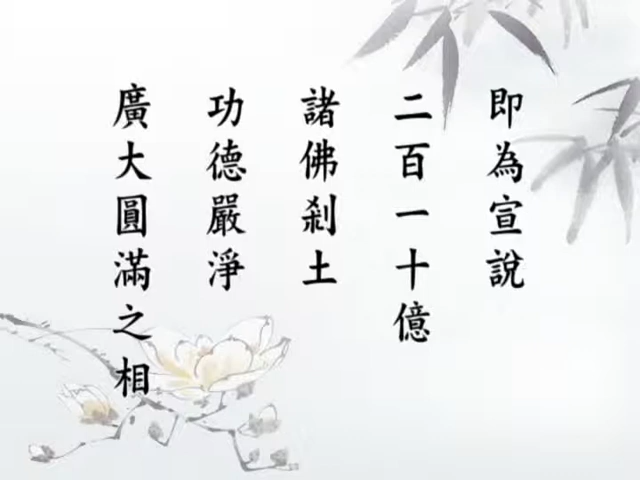 即為宣說
二百一十億
諸佛剎土
功德嚴淨
廣大圓滿之相